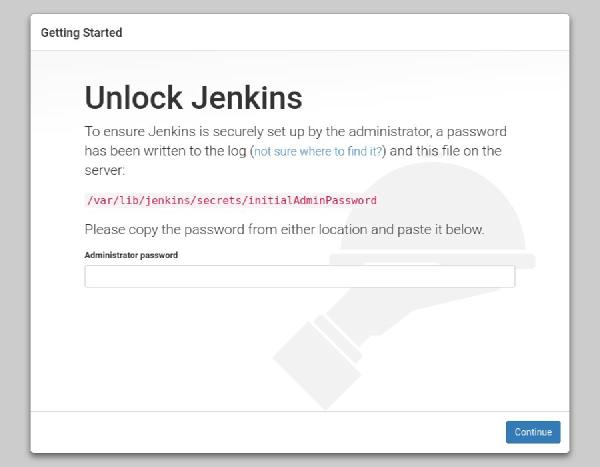 Getting Started
Unlock Jenkins
To ensure Jenkins is securely set up by the administrator, a password
has been written to the log (not sure where to find it?) and this file on the
server:
/var/lib/jenkins/secrets/initialAdminPassword
Please copy the password from either location and paste it below.
Administrator password
Continue